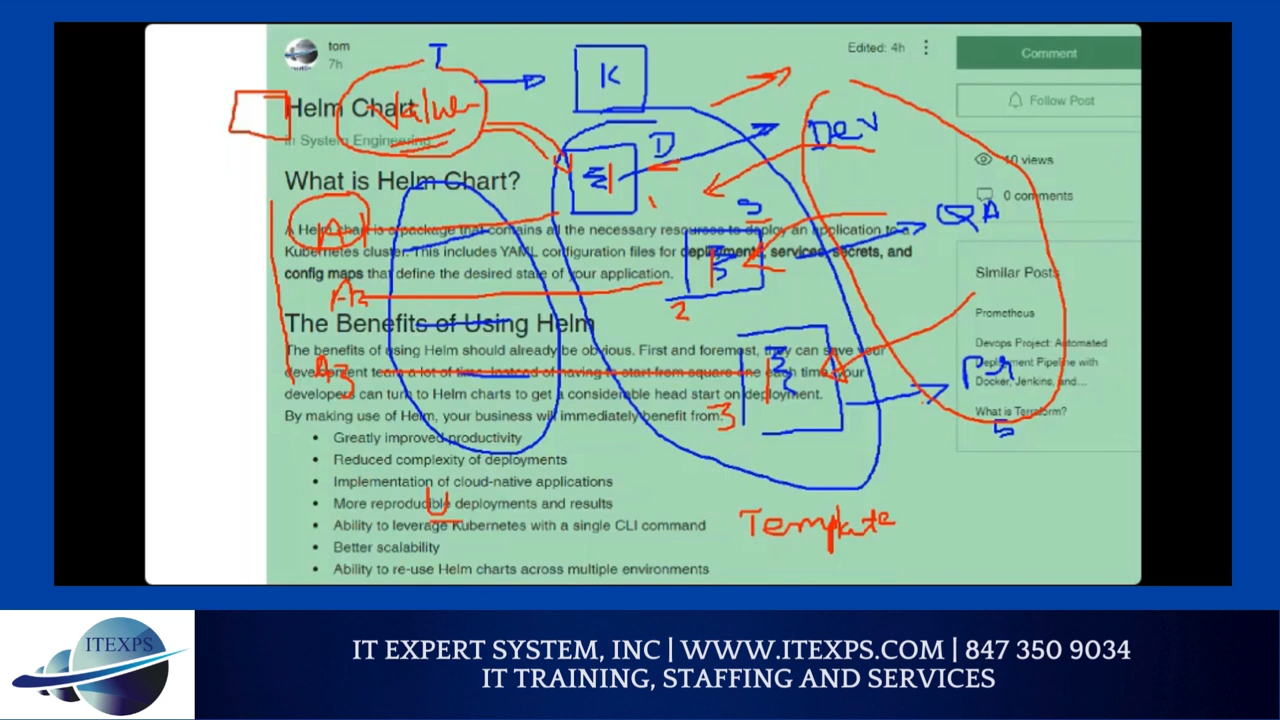 tom
7h
Edited: 4h
Comment
Follow Post
T
K
Helm Chart
Values
in System Engineering
D
DEV
10 views
0 comments
What is Helm Chart?
A1
S
QA
A Helm chart is a package that contains all the necessary resources to deploy an application to a
Kubernetes cluster. This includes YAML configuration files for deployments, services, secrets, and
config maps that define the desired state of your application.
A2
2
Similar Posts
Prometheus
Devops Project: Automated
Deployment Pipeline with
Docker, Jenkins, and...
What is Terraform?
The Benefits of Using Helm
The benefits of using Helm should already be obvious. First and foremost, they can save your
development team a lot of time. Instead of having to start from square one each time, your
developers can turn to Helm charts to get a considerable head start on deployment.
A3
3
By making use of Helm, your business will immediately benefit from:
• Greatly improved productivity
• Reduced complexity of deployments
• Implementation of cloud-native applications
• More reproducible deployments and results
• Ability to leverage Kubernetes with a single CLI command
• Better scalability
• Ability to re-use Helm charts across multiple environments
U
Template
ITEXPS
IT EXPERT SYSTEM, INC | WWW.ITEXPS.COM | 847 350 9034
IT TRAINING, STAFFING AND SERVICES